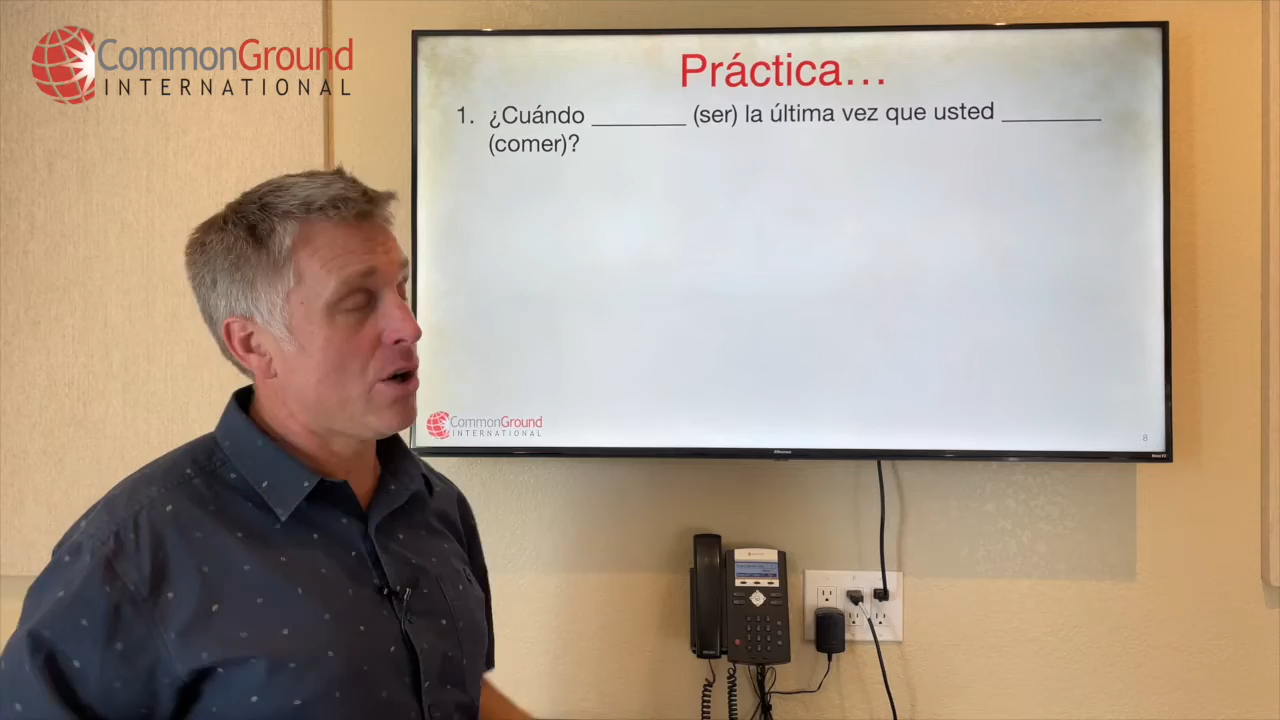 CommonGround
INTERNATIONAL
Práctica...
1. ¿Cuándo ________ (ser) la última vez que usted ________
(comer)?
CommonGround
INTERNATIONAL
8